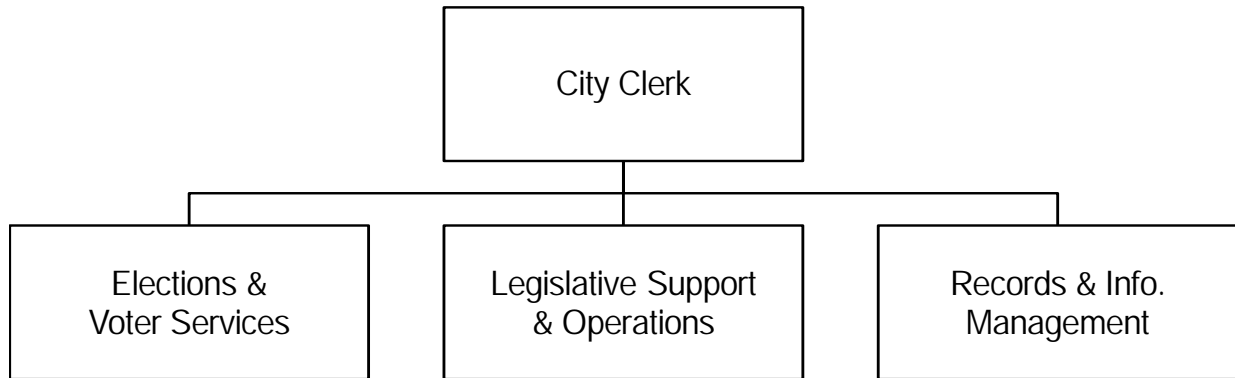 City Clerk
Elections &
Voter Services
Legislative Support
& Operations
Records & Info.
Management